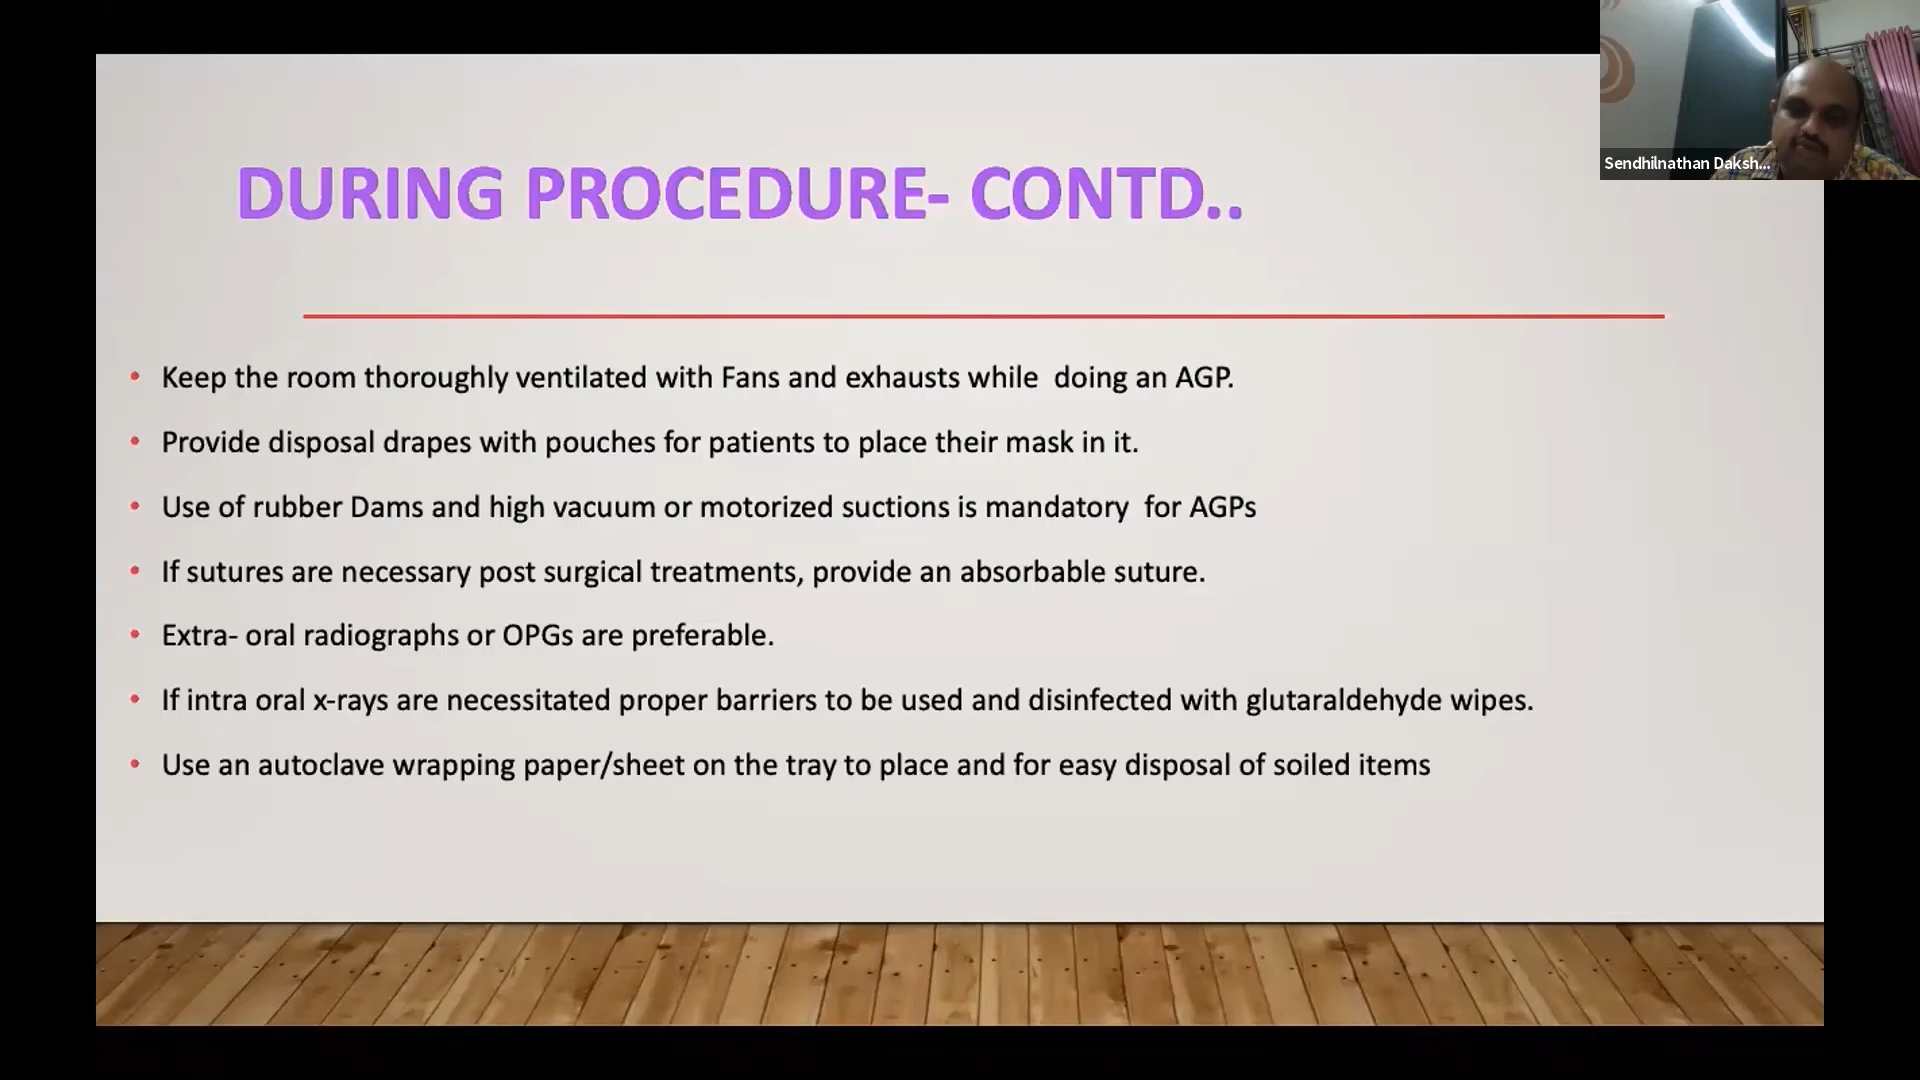 DURING PROCEDURE- CONTD..
Sendhilnathan Daksh...
• Keep the room thoroughly ventilated with Fans and exhausts while  doing an AGP.
• Provide disposal drapes with pouches for patients to place their mask in it.
• Use of rubber Dams and high vacuum or motorized suctions is mandatory  for AGPs
• If sutures are necessary post surgical treatments, provide an absorbable suture.
• Extra- oral radiographs or OPGs are preferable.
• If intra oral x-rays are necessitated proper barriers to be used and disinfected with glutaraldehyde wipes.
• Use an autoclave wrapping paper/sheet on the tray to place and for easy disposal of soiled items